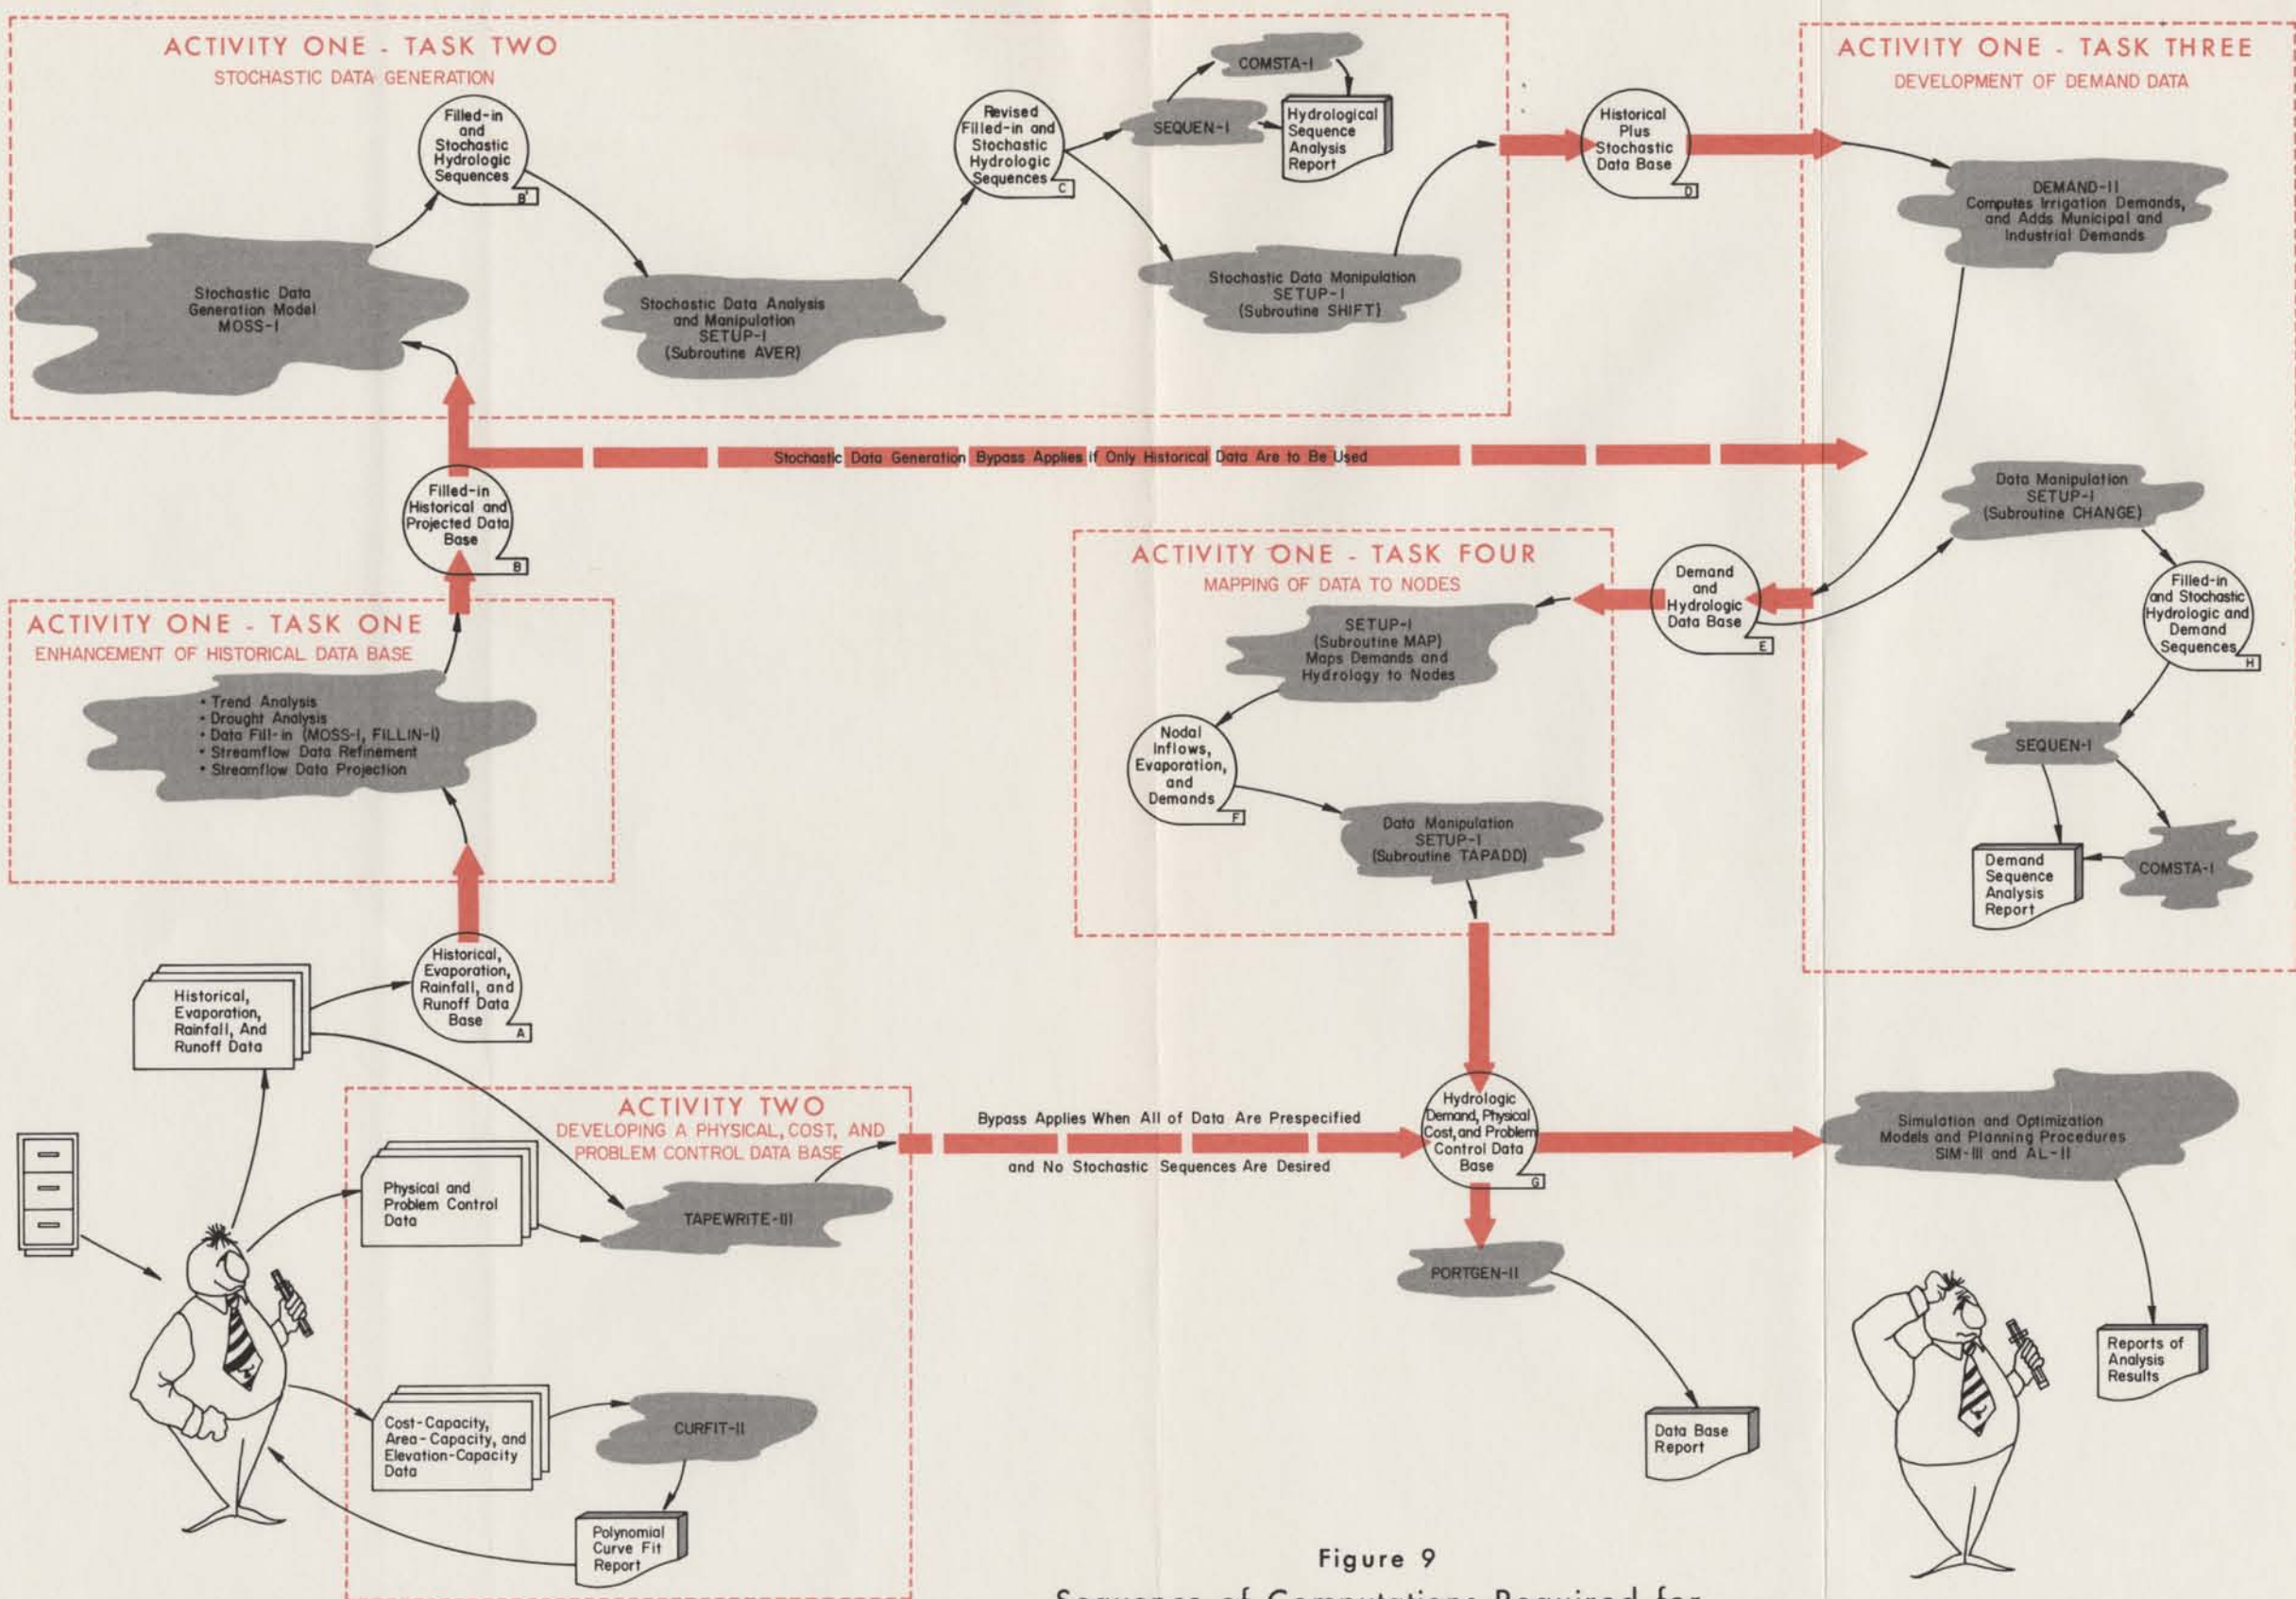 ACTIVITY ONE - TASK TWO
STOCHASTIC DATA GENERATION
Filled-in
and
Stochastic
Hydrologic
Sequences
B'
Revised
Filled-in and
Stochastic
Hydrologic
Sequences
C
COMSTA-I
SEQUEN-I
Hydrological
Sequence
Analysis
Report
Stochastic Data
Generation Model
MOSS-I
Stochastic Data Analysis
and Manipulation
SETUP-I
(Subroutine AVER)
Stochastic Data Manipulation
SETUP-I
(Subroutine SHIFT)
Historical
Plus
Stochastic
Data Base
D
ACTIVITY ONE - TASK THREE
DEVELOPMENT OF DEMAND DATA
DEMAND-II
Computes Irrigation Demands,
and Adds Municipal and
Industrial Demands
Stochastic Data Generation Bypass Applies if Only Historical Data Are to Be Used
Filled-in
Historical and
Projected Data
Base
B
Data Manipulation
SETUP-I
(Subroutine CHANGE)
Filled-in
and Stochastic
Hydrologic and
Demand
Sequences
H
SEQUEN-I
COMSTA-I
Demand
Sequence
Analysis
Report
Demand
and
Hydrologic
Data Base
E
ACTIVITY ONE - TASK FOUR
MAPPING OF DATA TO NODES
SETUP-I
(Subroutine MAP)
Maps Demands and
Hydrology to Nodes
Nodal
Inflows,
Evaporation,
and
Demands
F
Data Manipulation
SETUP-I
(Subroutine TAPADD)
ACTIVITY ONE - TASK ONE
ENHANCEMENT OF HISTORICAL DATA BASE
• Trend Analysis
• Drought Analysis
• Data Fill-in (MOSS-I, FILLIN-I)
• Streamflow Data Refinement
• Streamflow Data Projection
Historical,
Evaporation,
Rainfall, and
Runoff Data
Base
A
Historical,
Evaporation,
Rainfall, And
Runoff Data
ACTIVITY TWO
DEVELOPING A PHYSICAL, COST, AND
PROBLEM CONTROL DATA BASE
Physical and
Problem Control
Data
TAPEWRITE-III
Bypass Applies When All of Data Are Prespecified
and No Stochastic Sequences Are Desired
Hydrologic
Demand, Physical
Cost, and Problem
Control Data
Base
G
Simulation and Optimization
Models and Planning Procedures
SIM-III and AL-II
PORTGEN-II
Data Base
Report
Reports of
Analysis
Results
Cost-Capacity,
Area-Capacity, and
Elevation-Capacity
Data
CURFIT-II
Polynomial
Curve Fit
Report
Figure 9
Sequence of Computations Required for